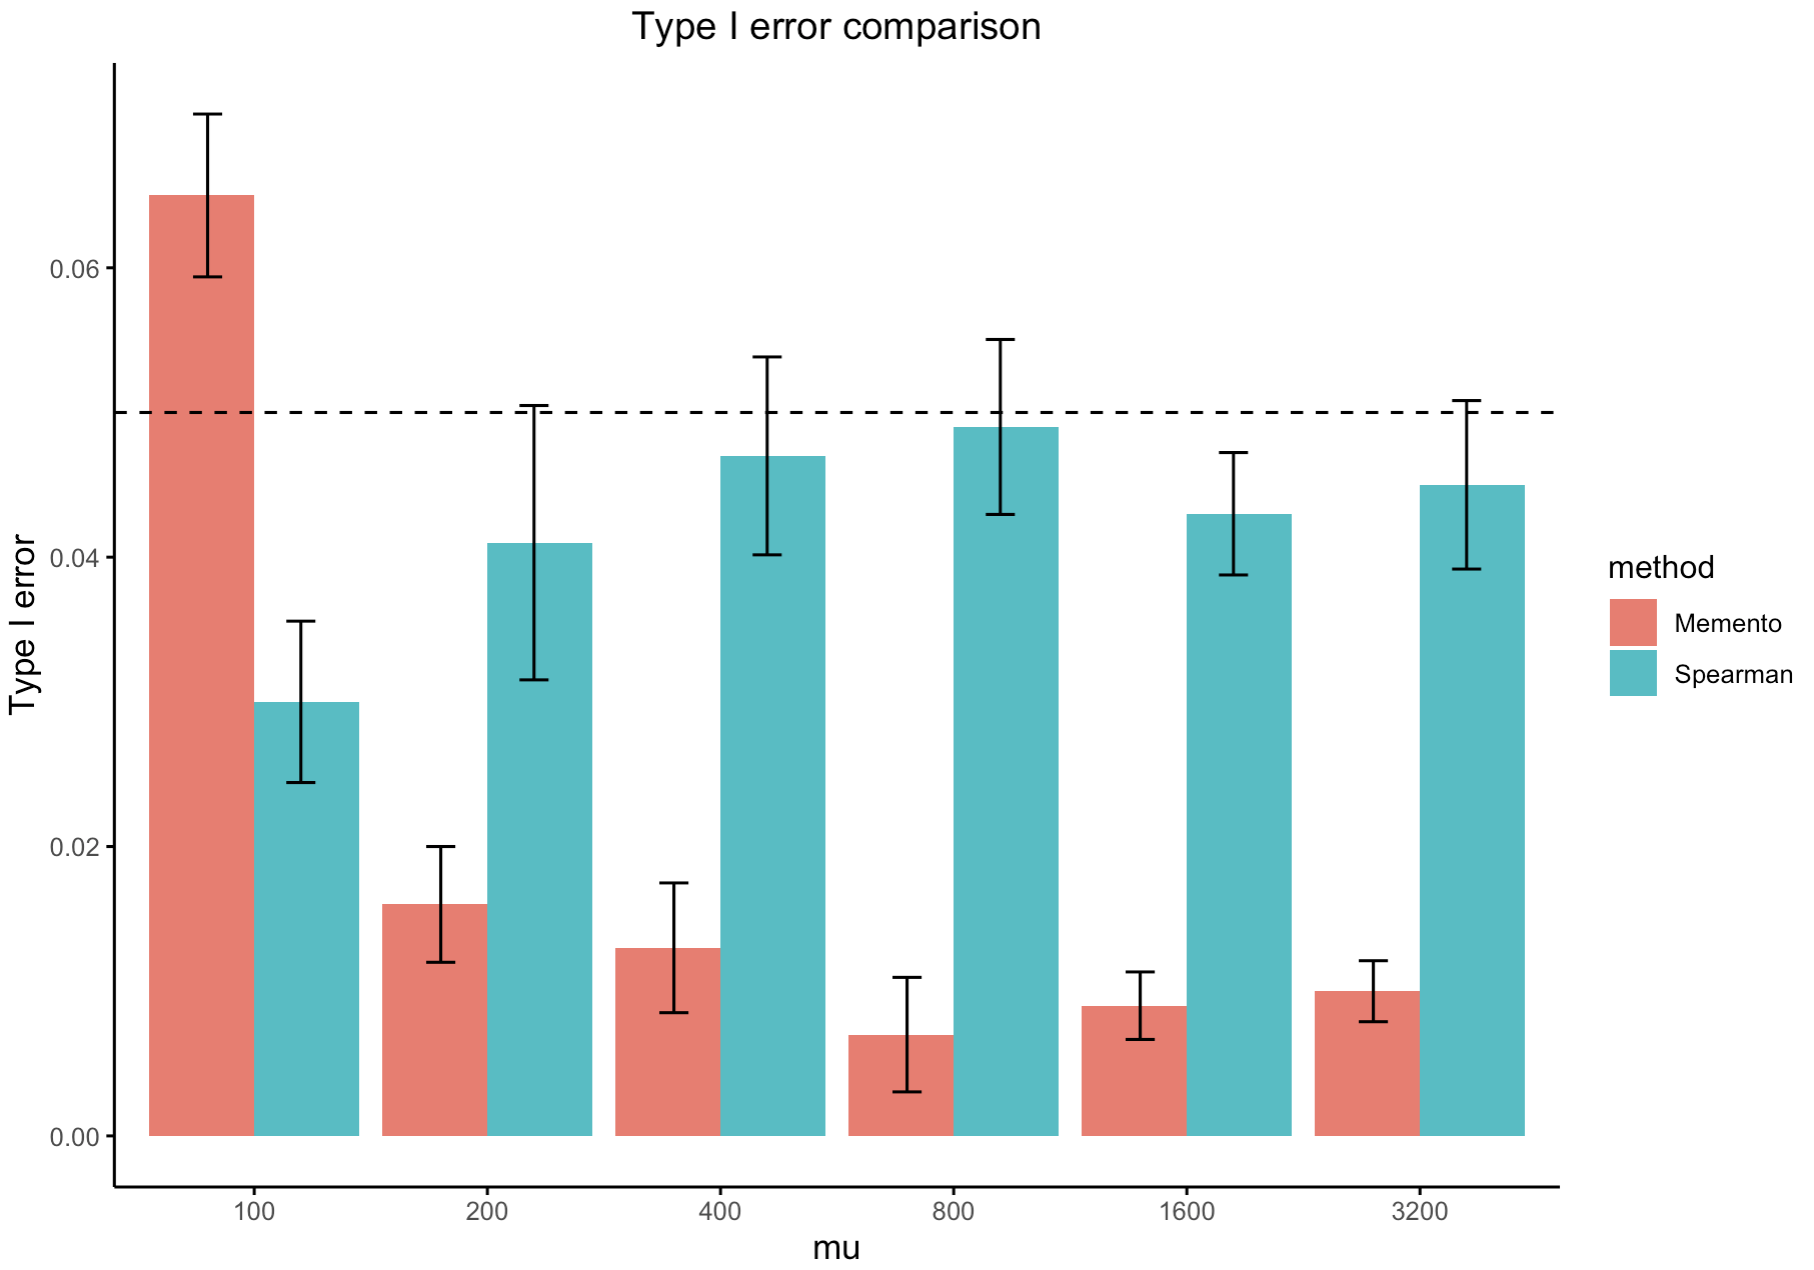 Type I error comparison
Type I error
0.06
0.04
0.02
0.00
100 200 400 800 1600 3200
mu
method
Memento
Spearman